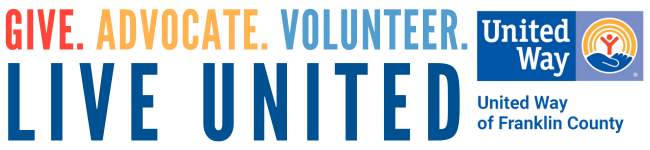 GIVE. ADVOCATE. VOLUNTEER.
LIVE UNITED
United
Way
®
United Way
of Franklin County